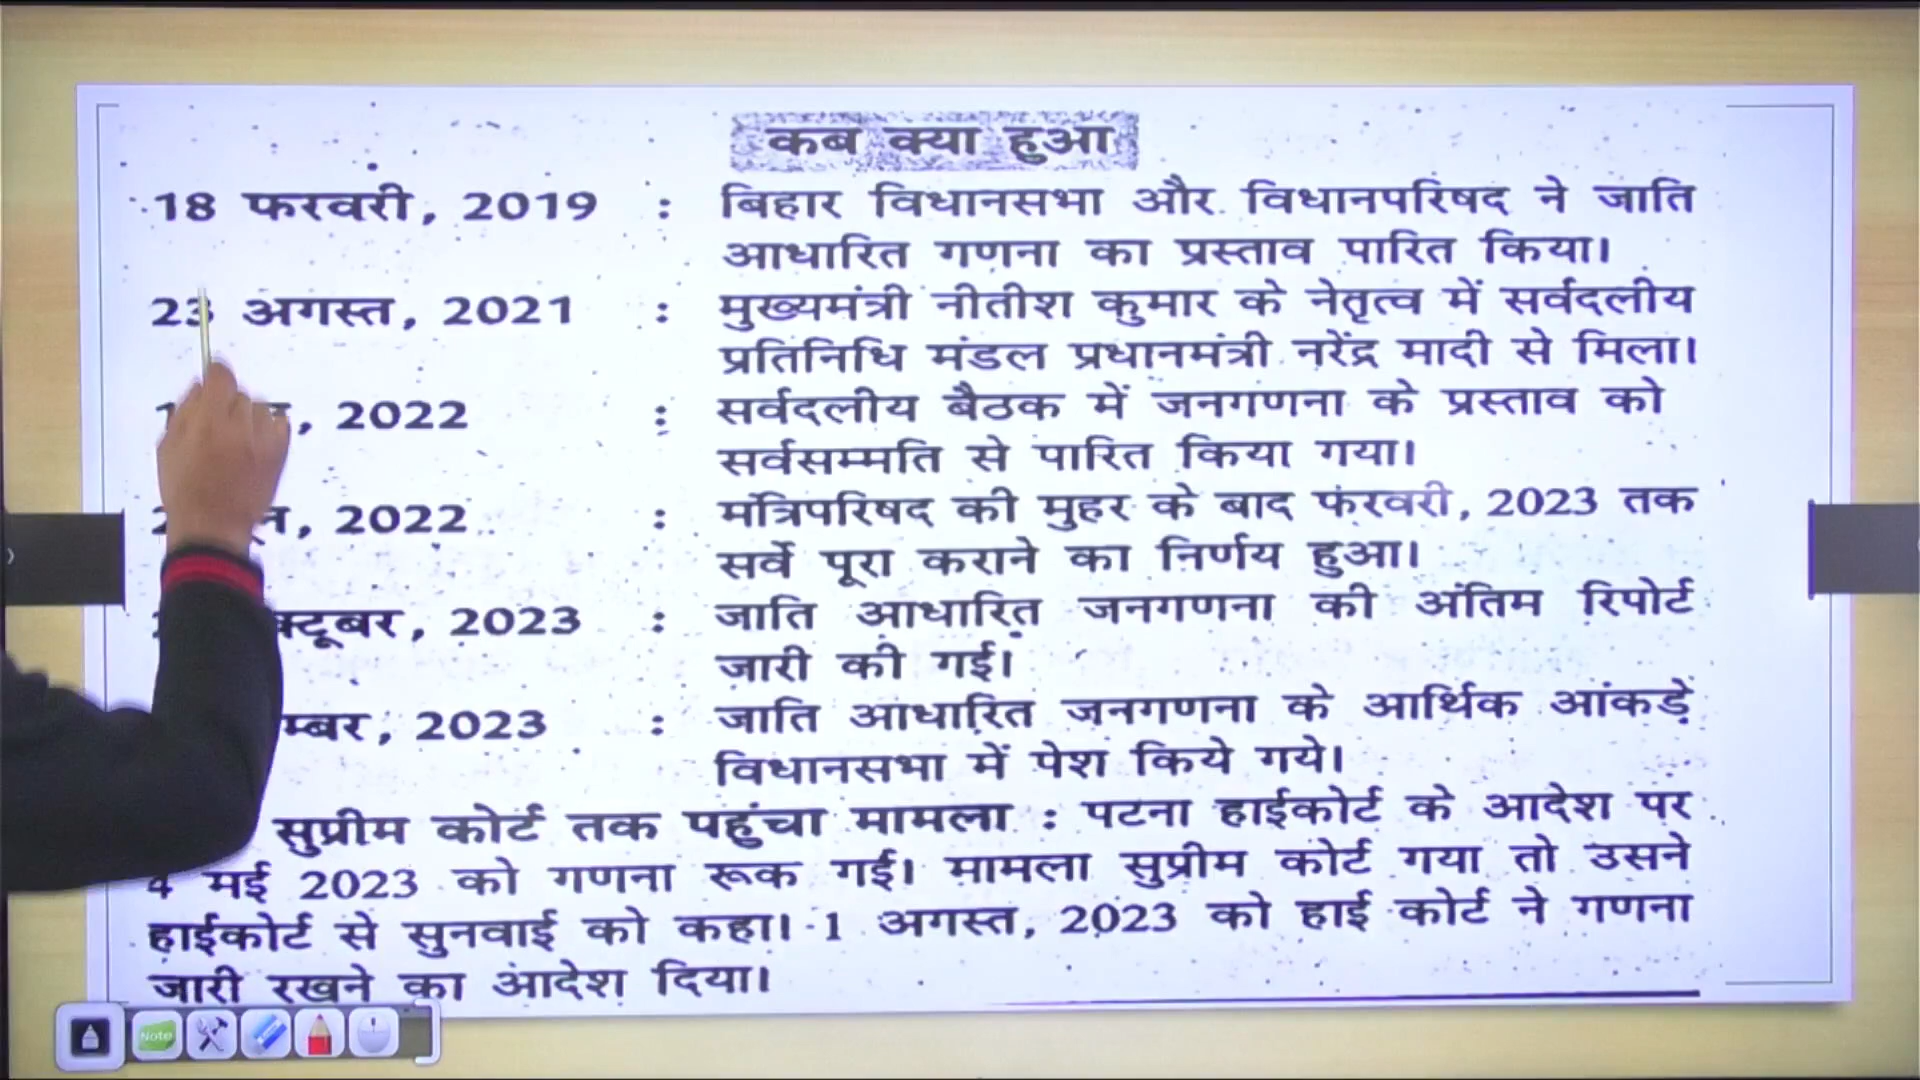 कब क्या हुआ
18 फरवरी, 2019 : बिहार विधानसभा और विधानपरिषद ने जाति
आधारित गणना का प्रस्ताव पारित किया।
23 अगस्त, 2021 : मुख्यमंत्री नीतीश कुमार के नेतृत्व में सर्वदलीय
प्रतिनिधि मंडल प्रधानमंत्री नरेंद्र मादी से मिला।
, 2022 : सर्वदलीय बैठक में जनगणना के प्रस्ताव को
सर्वसम्मति से पारित किया गया।
, 2022 : मंत्रिपरिषद की मुहर के बाद फरवरी, 2023 तक
सर्वे पूरा कराने का निर्णय हुआ।
क्टूबर, 2023 : जाति आधारित जनगणना की अंतिम रिपोर्ट
जारी की गई।
म्बर, 2023 : जाति आधारित जनगणना के आर्थिक आंकड़े
विधानसभा में पेश किये गये।
सुप्रीम कोर्ट तक पहुंचा मामला : पटना हाईकोर्ट के आदेश पर
4 मई 2023 को गणना रूक गई। मामला सुप्रीम कोर्ट गया तो उसने
हाईकोर्ट से सुनवाई को कहा। 1 अगस्त, 2023 को हाई कोर्ट ने गणना
जारी रखने का आदेश दिया।
Note